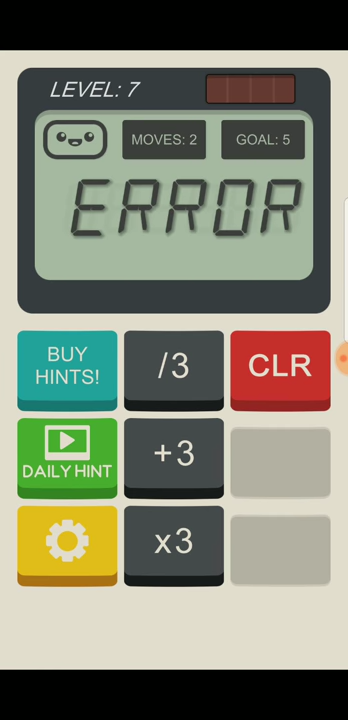 LEVEL: 7
MOVES: 2
GOAL: 5
ERROR
BUY
HINTS!
/3
CLR
DAILY HINT
+3
x3